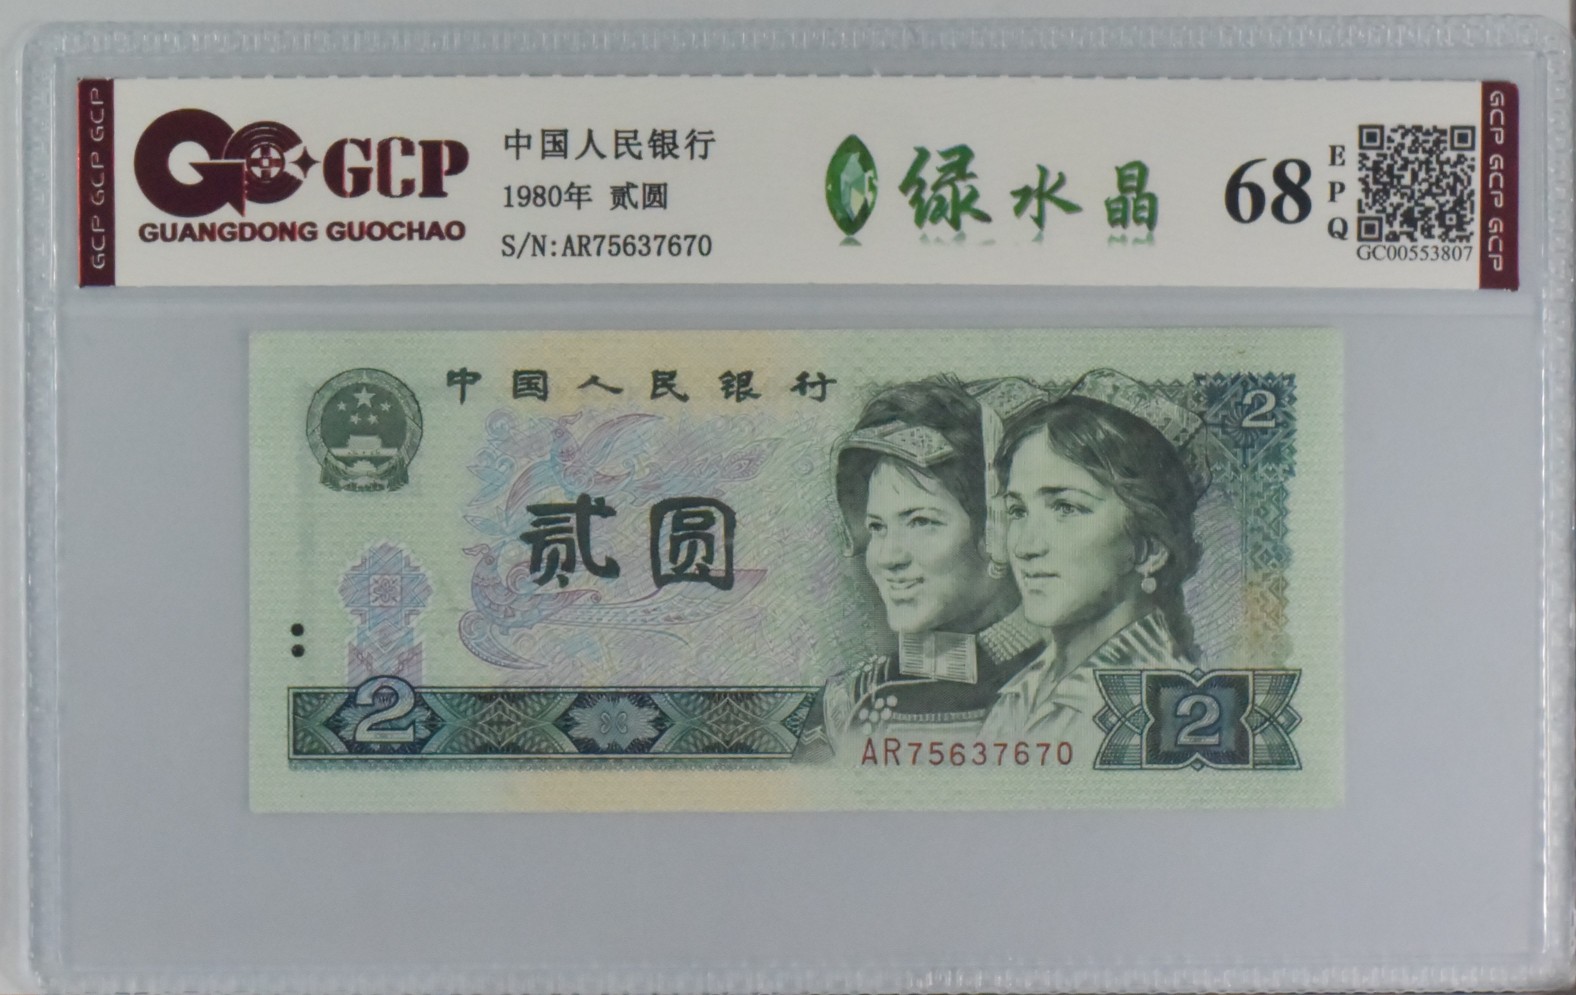 GCP GCP GCP
GCP
GUANGDONG GUOCHAO
中国人民银行
1980年 贰圆
S/N:AR75637670
绿水晶
68
EPQ
GC00553807
GCP GCP GCP
中国人民银行
2
贰圆
2
AR75637670
2